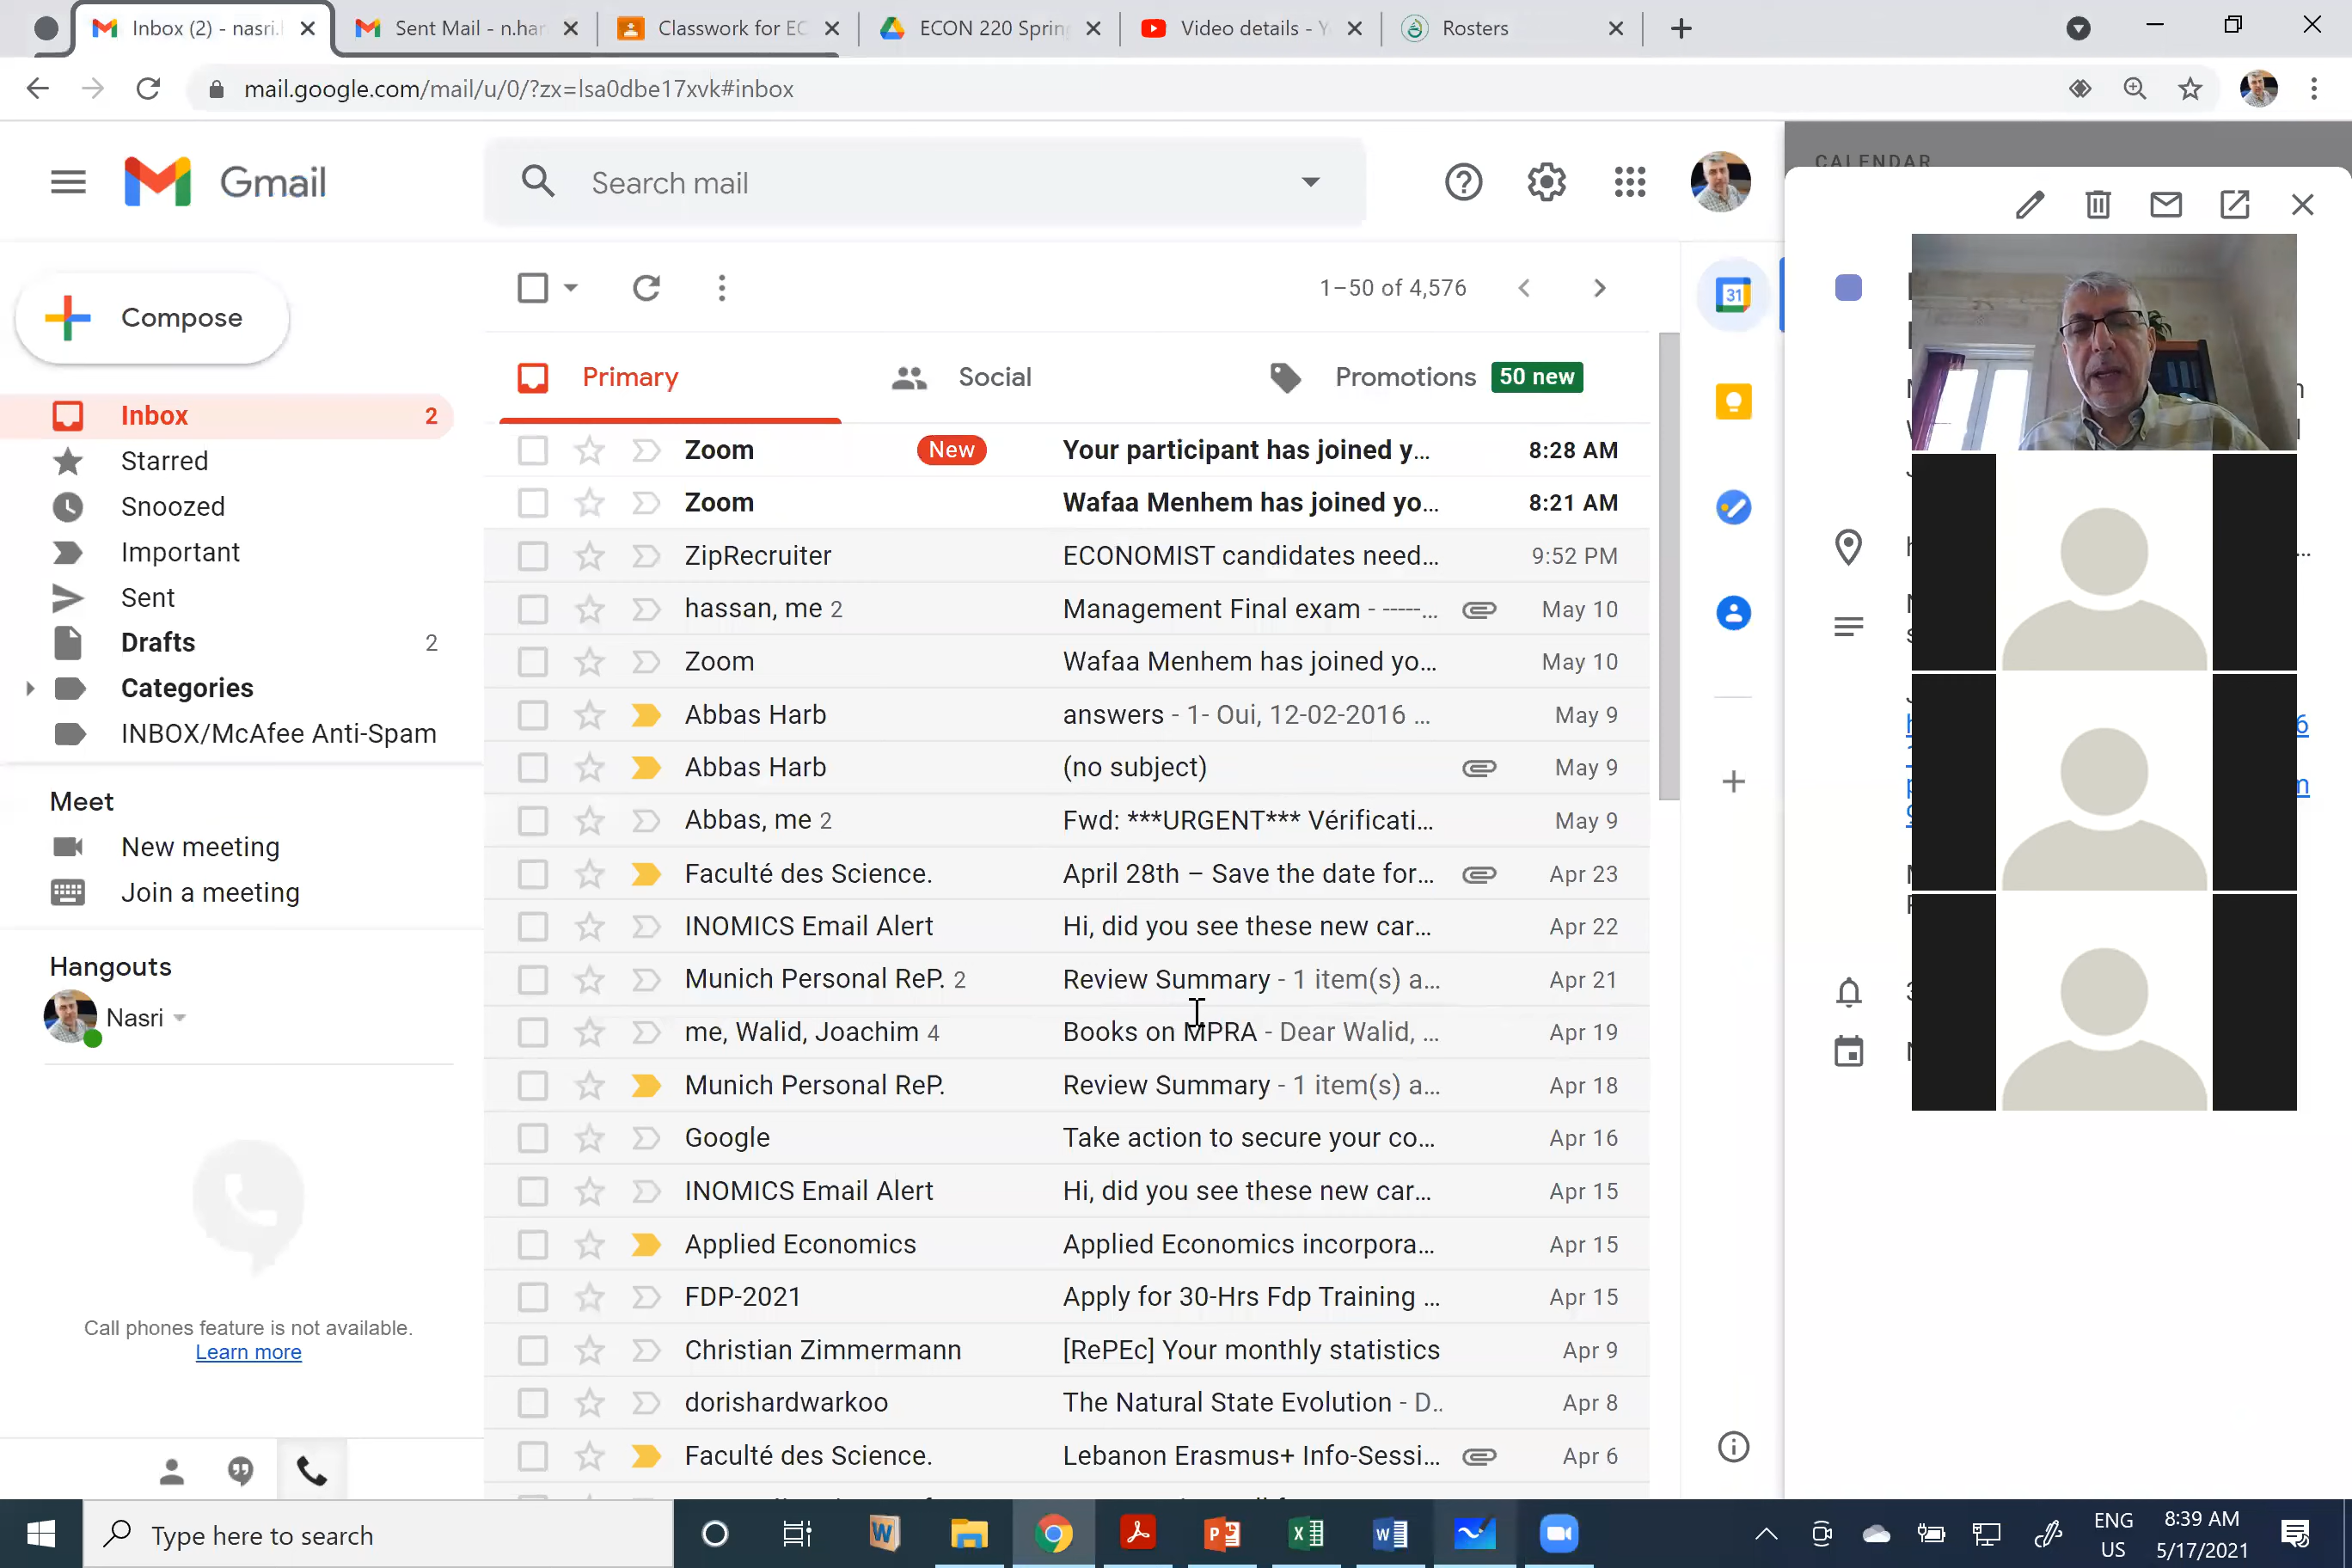 Inbox (2) - nasri.
Sent Mail - n.har
Classwork for EC
ECON 220 Sprin
Video details - Y
Rosters
mail.google.com/mail/u/0/?zx=lsa0dbe17xvk#inbox
Gmail
Search mail
CALENDAR
Compose
1–50 of 4,576
31
Primary
Social
Promotions 50 new
Inbox 2
Starred
Snoozed
Important
Sent
Drafts 2
Categories
INBOX/McAfee Anti-Spam
Meet
New meeting
Join a meeting
Hangouts
Nasri
Call phones feature is not available.
Learn more
Zoom New Your participant has joined y... 8:28 AM
Zoom Wafaa Menhem has joined yo... 8:21 AM
ZipRecruiter ECONOMIST candidates need... 9:52 PM
hassan, me 2 Management Final exam - -----... May 10
Zoom Wafaa Menhem has joined yo... May 10
Abbas Harb answers - 1- Oui, 12-02-2016 ... May 9
Abbas Harb (no subject) May 9
Abbas, me 2 Fwd: ***URGENT*** Vérificati... May 9
Faculté des Science. April 28th – Save the date for... Apr 23
INOMICS Email Alert Hi, did you see these new car... Apr 22
Munich Personal ReP. 2 Review Summary - 1 item(s) a... Apr 21
me, Walid, Joachim 4 Books on MPRA - Dear Walid, ... Apr 19
Munich Personal ReP. Review Summary - 1 item(s) a... Apr 18
Google Take action to secure your co... Apr 16
INOMICS Email Alert Hi, did you see these new car... Apr 15
Applied Economics Applied Economics incorpora... Apr 15
FDP-2021 Apply for 30-Hrs Fdp Training ... Apr 15
Christian Zimmermann [RePEc] Your monthly statistics Apr 9
dorishardwarkoo The Natural State Evolution - D.. Apr 8
Faculté des Science. Lebanon Erasmus+ Info-Sessi... Apr 6
Type here to search
ENG
US
8:39 AM
5/17/2021